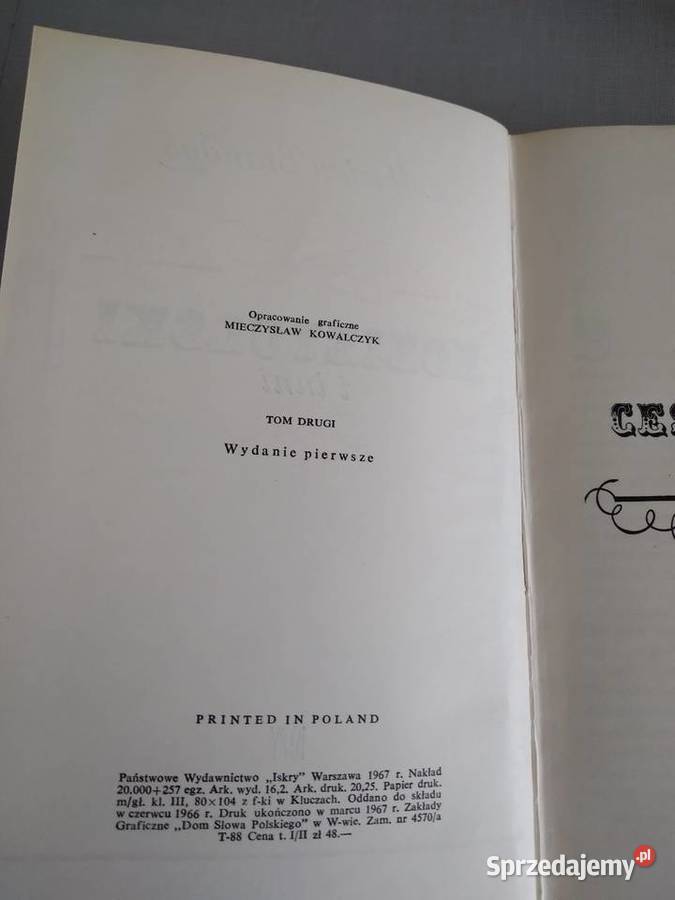 Opracowanie graficzne
MIECZYSŁAW KOWALCZYK
TOM DRUGI
Wydanie pierwsze
PRINTED IN POLAND
Państwowe Wydawnictwo „Iskry” Warszawa 1967 r. Nakład
20.000+257 egz. Ark. wyd. 16,2. Ark. druk. 20,25. Papier druk.
m/gł. kl. III, 80×104 z f-ki w Kluczach. Oddano do składu
w czerwcu 1966 r. Druk ukończono w marcu 1967 r. Zakłady
Graficzne „Dom Słowa Polskiego” w W-wie. Zam. nr 4570/a
T-88 Cena t. I/II zł 48.—
CES
Sprzedajemy.pl